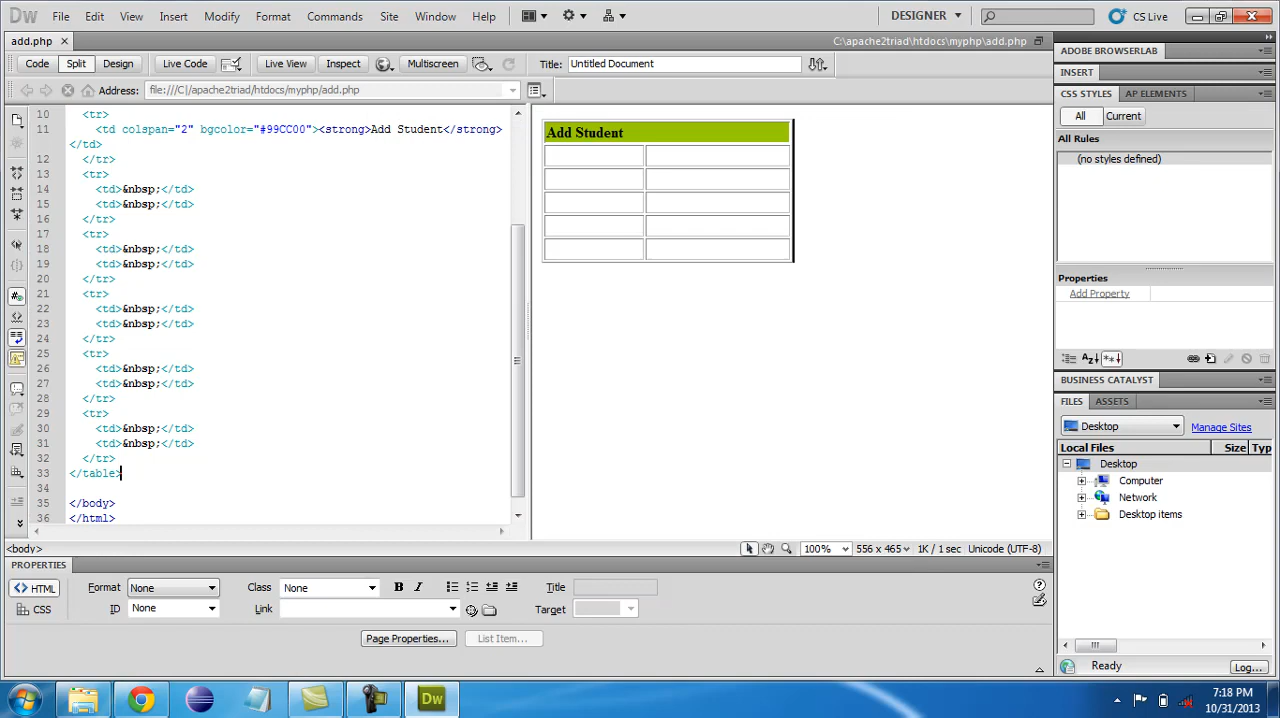 Dw File Edit View Insert Modify Format Commands Site Window Help DESIGNER CS Live
add.php C:\apache2triad\htdocs\myphp\add.php
Code Split Design Live Code Live View Inspect Multiscreen Title: Untitled Document
Address: file:///C|/apache2triad/htdocs/myphp/add.php
10 <tr>
11 <td colspan="2" bgcolor="#99CC00"><strong>Add Student</strong>
</td>
12 </tr>
13 <tr>
14 <td>&nbsp;</td>
15 <td>&nbsp;</td>
16 </tr>
17 <tr>
18 <td>&nbsp;</td>
19 <td>&nbsp;</td>
20 </tr>
21 <tr>
22 <td>&nbsp;</td>
23 <td>&nbsp;</td>
24 </tr>
25 <tr>
26 <td>&nbsp;</td>
27 <td>&nbsp;</td>
28 </tr>
29 <tr>
30 <td>&nbsp;</td>
31 <td>&nbsp;</td>
32 </tr>
33 </table>
34
35 </body>
36 </html>
Add Student
<body> 100% 556 x 465 1K / 1 sec Unicode (UTF-8)
PROPERTIES
HTML Format None Class None B I Title
CSS ID None Link Target
Page Properties... List Item...
ADOBE BROWSERLAB
INSERT
CSS STYLES AP ELEMENTS
All Current
All Rules
(no styles defined)
Properties
Add Property
Az↓ **↓
BUSINESS CATALYST
FILES ASSETS
Desktop Manage Sites
Local Files Size Typ
Desktop
Computer
Network
Desktop items
Ready Log...
Dw
7:18 PM
10/31/2013